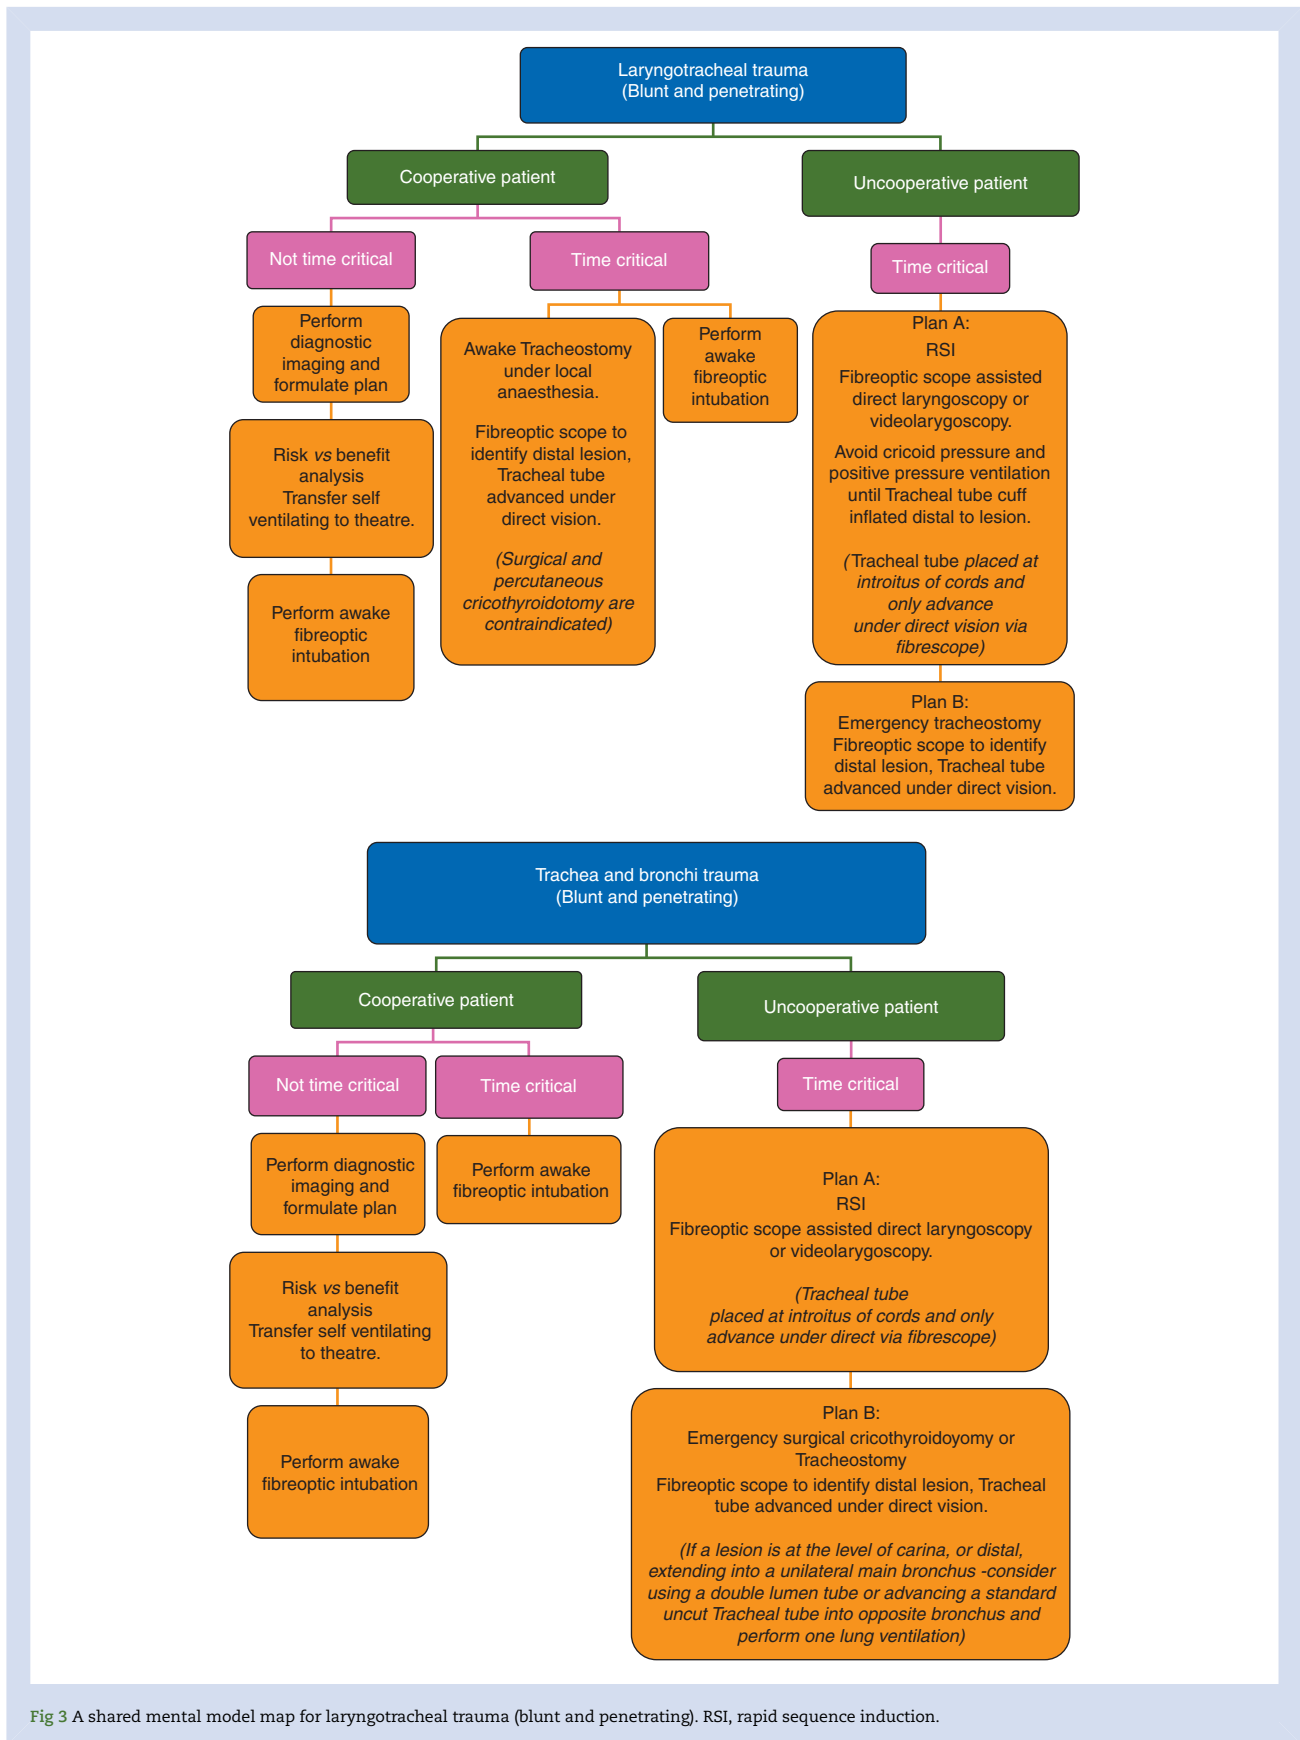 Laryngotracheal trauma
(Blunt and penetrating)
Cooperative patient
Uncooperative patient
Not time critical
Time critical
Time critical
Perform
diagnostic
imaging and
formulate plan
Risk vs benefit
analysis
Transfer self
ventilating to theatre.
Perform awake
fibreoptic
intubation
Awake Tracheostomy
under local
anaesthesia.
Fibreoptic scope to
identify distal lesion,
Tracheal tube
advanced under
direct vision.
(Surgical and
percutaneous
cricothyroidotomy are
contraindicated)
Perform
awake
fibreoptic
intubation
Plan A:
RSI
Fibreoptic scope assisted
direct laryngoscopy or
videolarygoscopy.
Avoid cricoid pressure and
positive pressure ventilation
until Tracheal tube cuff
inflated distal to lesion.
(Tracheal tube placed at
introitus of cords and
only advance
under direct vision via
fibrescope)
Plan B:
Emergency tracheostomy
Fibreoptic scope to identify
distal lesion, Tracheal tube
advanced under direct vision.
Trachea and bronchi trauma
(Blunt and penetrating)
Cooperative patient
Uncooperative patient
Not time critical
Time critical
Time critical
Perform diagnostic
imaging and
formulate plan
Risk vs benefit
analysis
Transfer self ventilating
to theatre.
Perform awake
fibreoptic intubation
Perform awake
fibreoptic intubation
Plan A:
RSI
Fibreoptic scope assisted direct laryngoscopy
or videolarygoscopy.
(Tracheal tube
placed at introitus of cords and only
advance under direct via fibrescope)
Plan B:
Emergency surgical cricothyroidoyomy or
Tracheostomy
Fibreoptic scope to identify distal lesion, Tracheal
tube advanced under direct vision.
(If a lesion is at the level of carina, or distal,
extending into a unilateral main bronchus -consider
using a double lumen tube or advancing a standard
uncut Tracheal tube into opposite bronchus and
perform one lung ventilation)
Fig 3 A shared mental model map for laryngotracheal trauma (blunt and penetrating). RSI, rapid sequence induction.